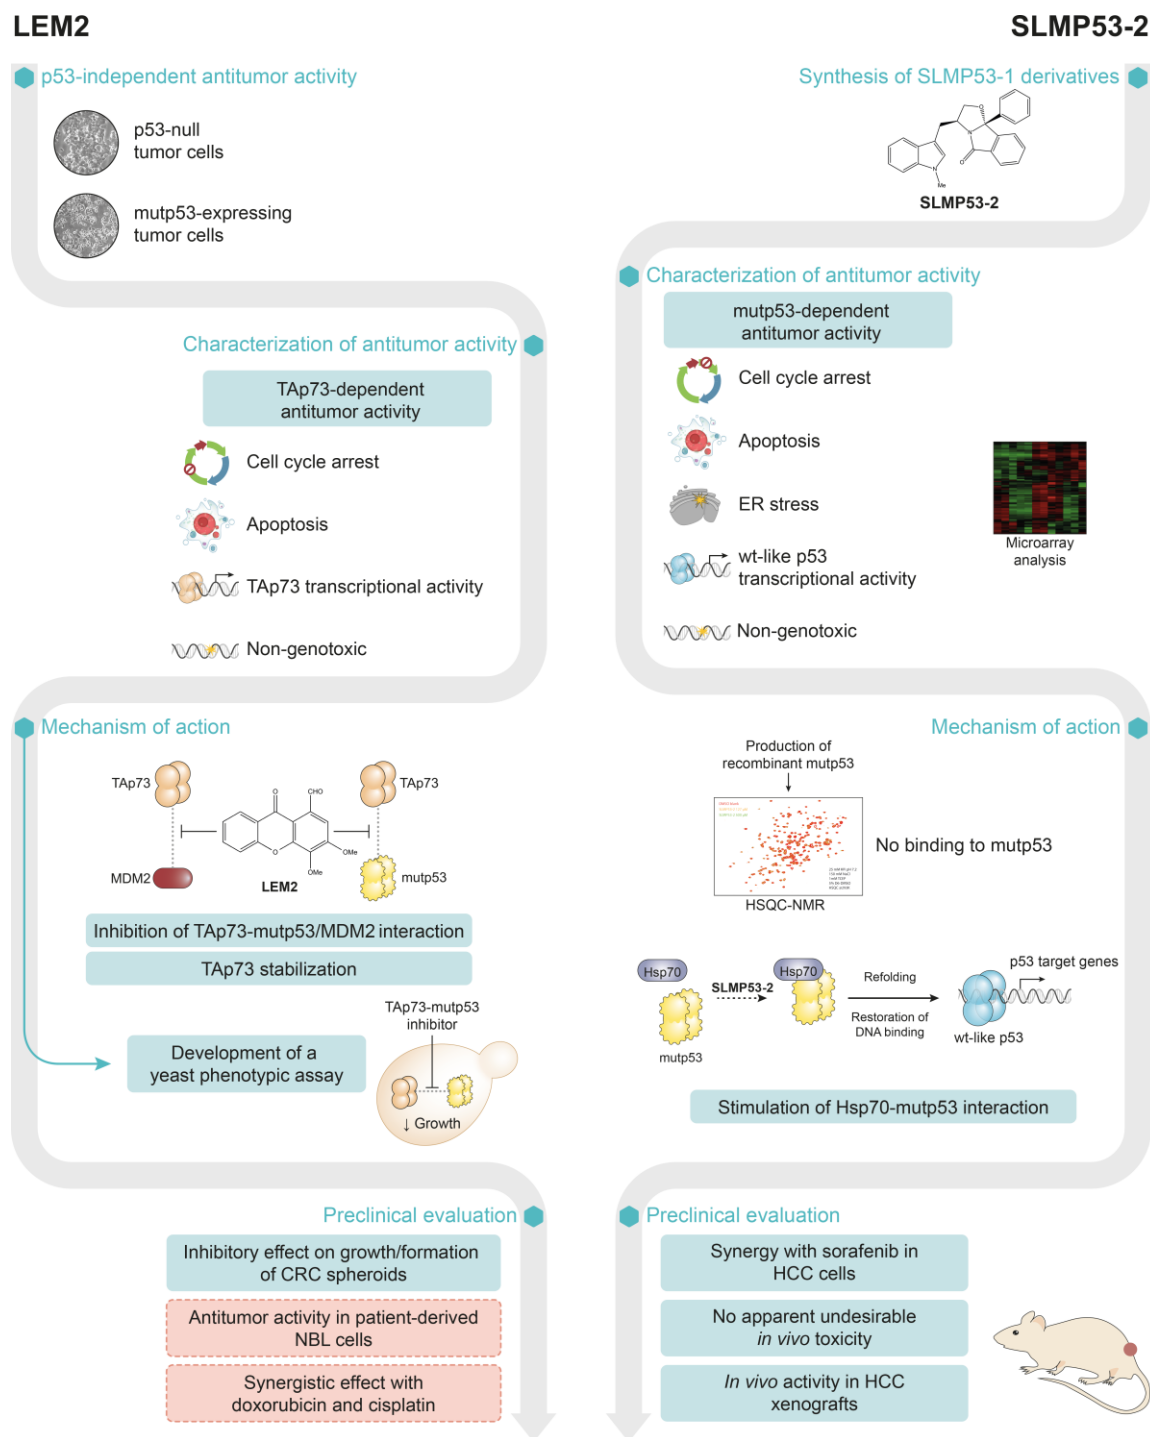 LEM2
p53-independent antitumor activity
p53-null
tumor cells
mutp53-expressing
tumor cells
Characterization of antitumor activity
TAp73-dependent
antitumor activity
Cell cycle arrest
Apoptosis
TAp73 transcriptional activity
Non-genotoxic
Mechanism of action
TAp73
TAp73
O
CHO
O
OMe
OMe
MDM2
LEM2
mutp53
Inhibition of TAp73-mutp53/MDM2 interaction
TAp73 stabilization
TAp73-mutp53
inhibitor
Development of a
yeast phenotypic assay
↓ Growth
Preclinical evaluation
Inhibitory effect on growth/formation
of CRC spheroids
Antitumor activity in patient-derived
NBL cells
Synergistic effect with
doxorubicin and cisplatin
SLMP53-2
Synthesis of SLMP53-1 derivatives
O
N
O
N
Me
SLMP53-2
Characterization of antitumor activity
mutp53-dependent
antitumor activity
Cell cycle arrest
Apoptosis
ER stress
wt-like p53
transcriptional activity
Non-genotoxic
Microarray
analysis
Mechanism of action
Production of
recombinant mutp53
No binding to mutp53
HSQC-NMR
Hsp70
SLMP53-2
Hsp70
mutp53
Refolding
Restoration of
DNA binding
p53 target genes
wt-like p53
Stimulation of Hsp70-mutp53 interaction
Preclinical evaluation
Synergy with sorafenib in
HCC cells
No apparent undesirable
in vivo toxicity
In vivo activity in HCC
xenografts